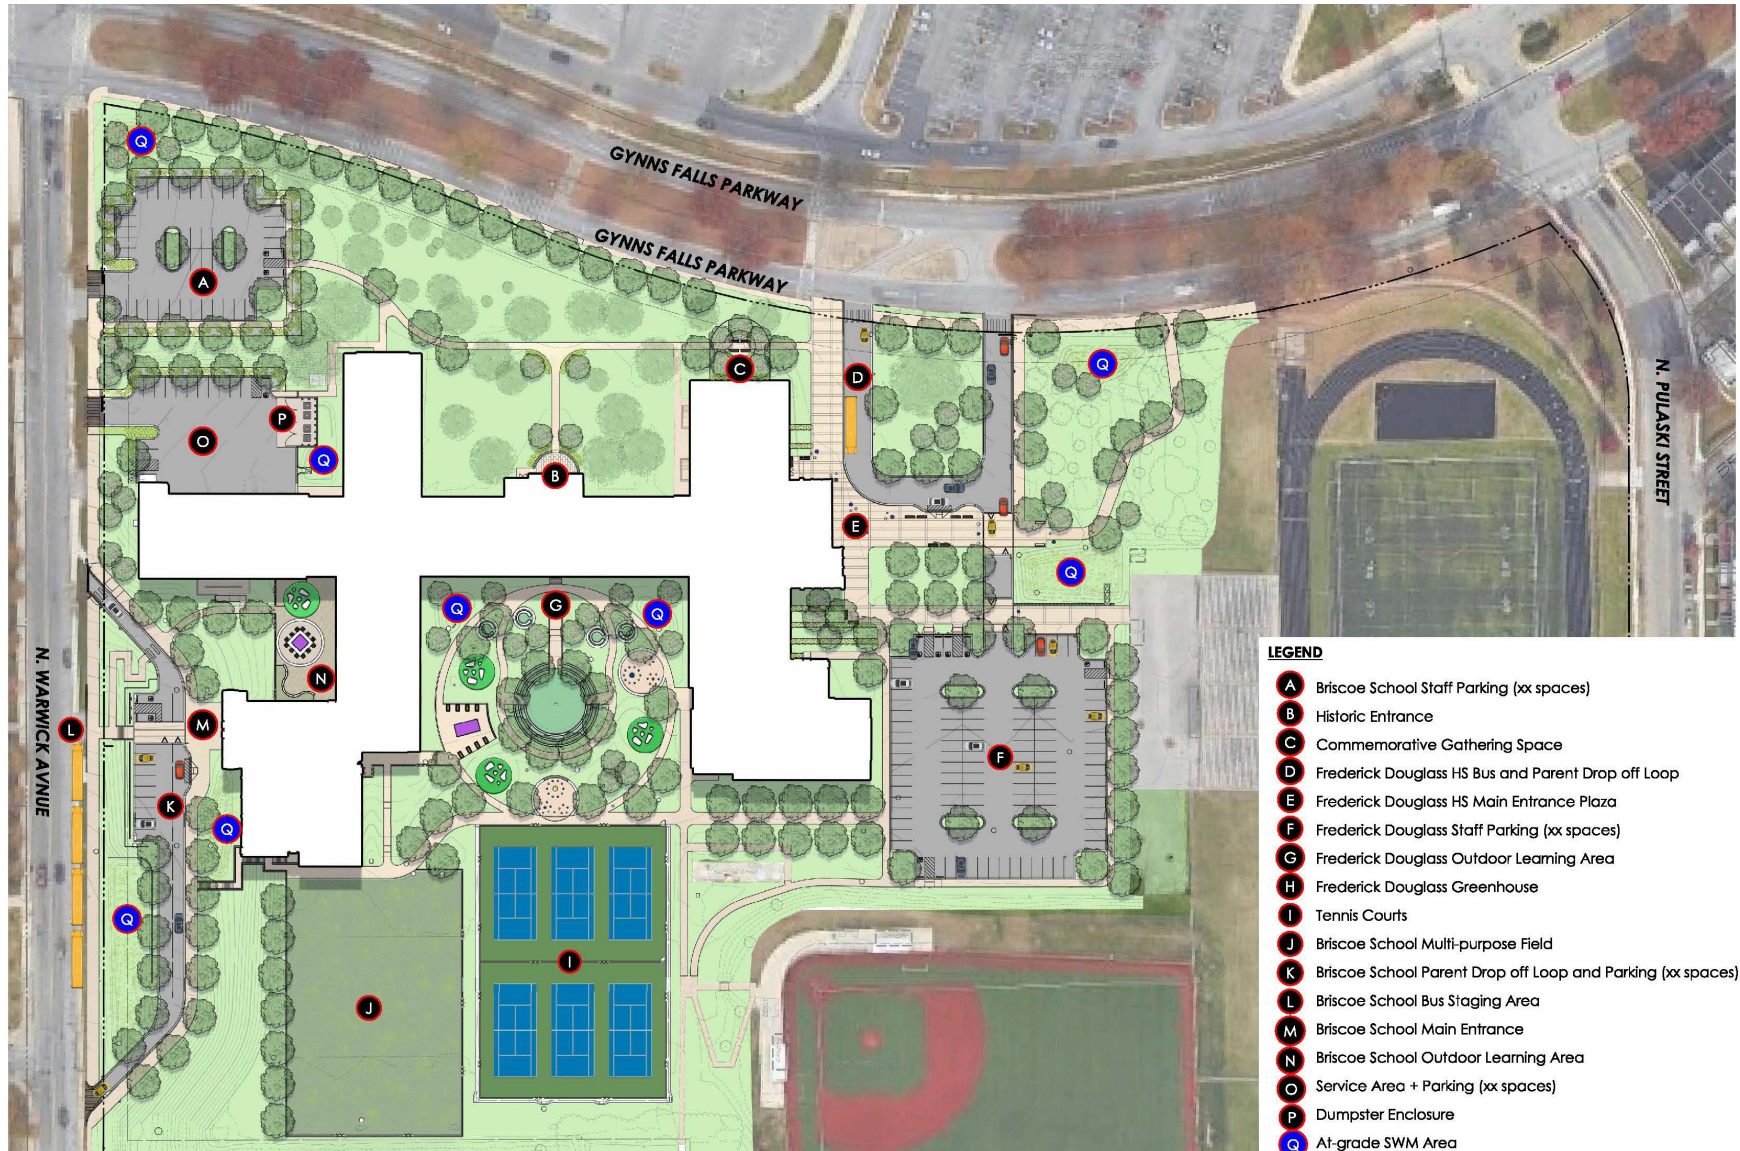 GYNNS FALLS PARKWAY
GYNNS FALLS PARKWAY
N. PULASKI STREET
N. WARWICK AVNUE
Q
A
C
D
Q
P
O
Q
B
E
Q
G
Q
Q
N
L
M
F
K
Q
Q
I
J
LEGEND
A Briscoe School Staff Parking (xx spaces)
B Historic Entrance
C Commemorative Gathering Space
D Frederick Douglass HS Bus and Parent Drop off Loop
E Frederick Douglass HS Main Entrance Plaza
F Frederick Douglass Staff Parking (xx spaces)
G Frederick Douglass Outdoor Learning Area
H Frederick Douglass Greenhouse
I Tennis Courts
J Briscoe School Multi-purpose Field
K Briscoe School Parent Drop off Loop and Parking (xx spaces)
L Briscoe School Bus Staging Area
M Briscoe School Main Entrance
N Briscoe School Outdoor Learning Area
O Service Area + Parking (xx spaces)
P Dumpster Enclosure
Q At-grade SWM Area